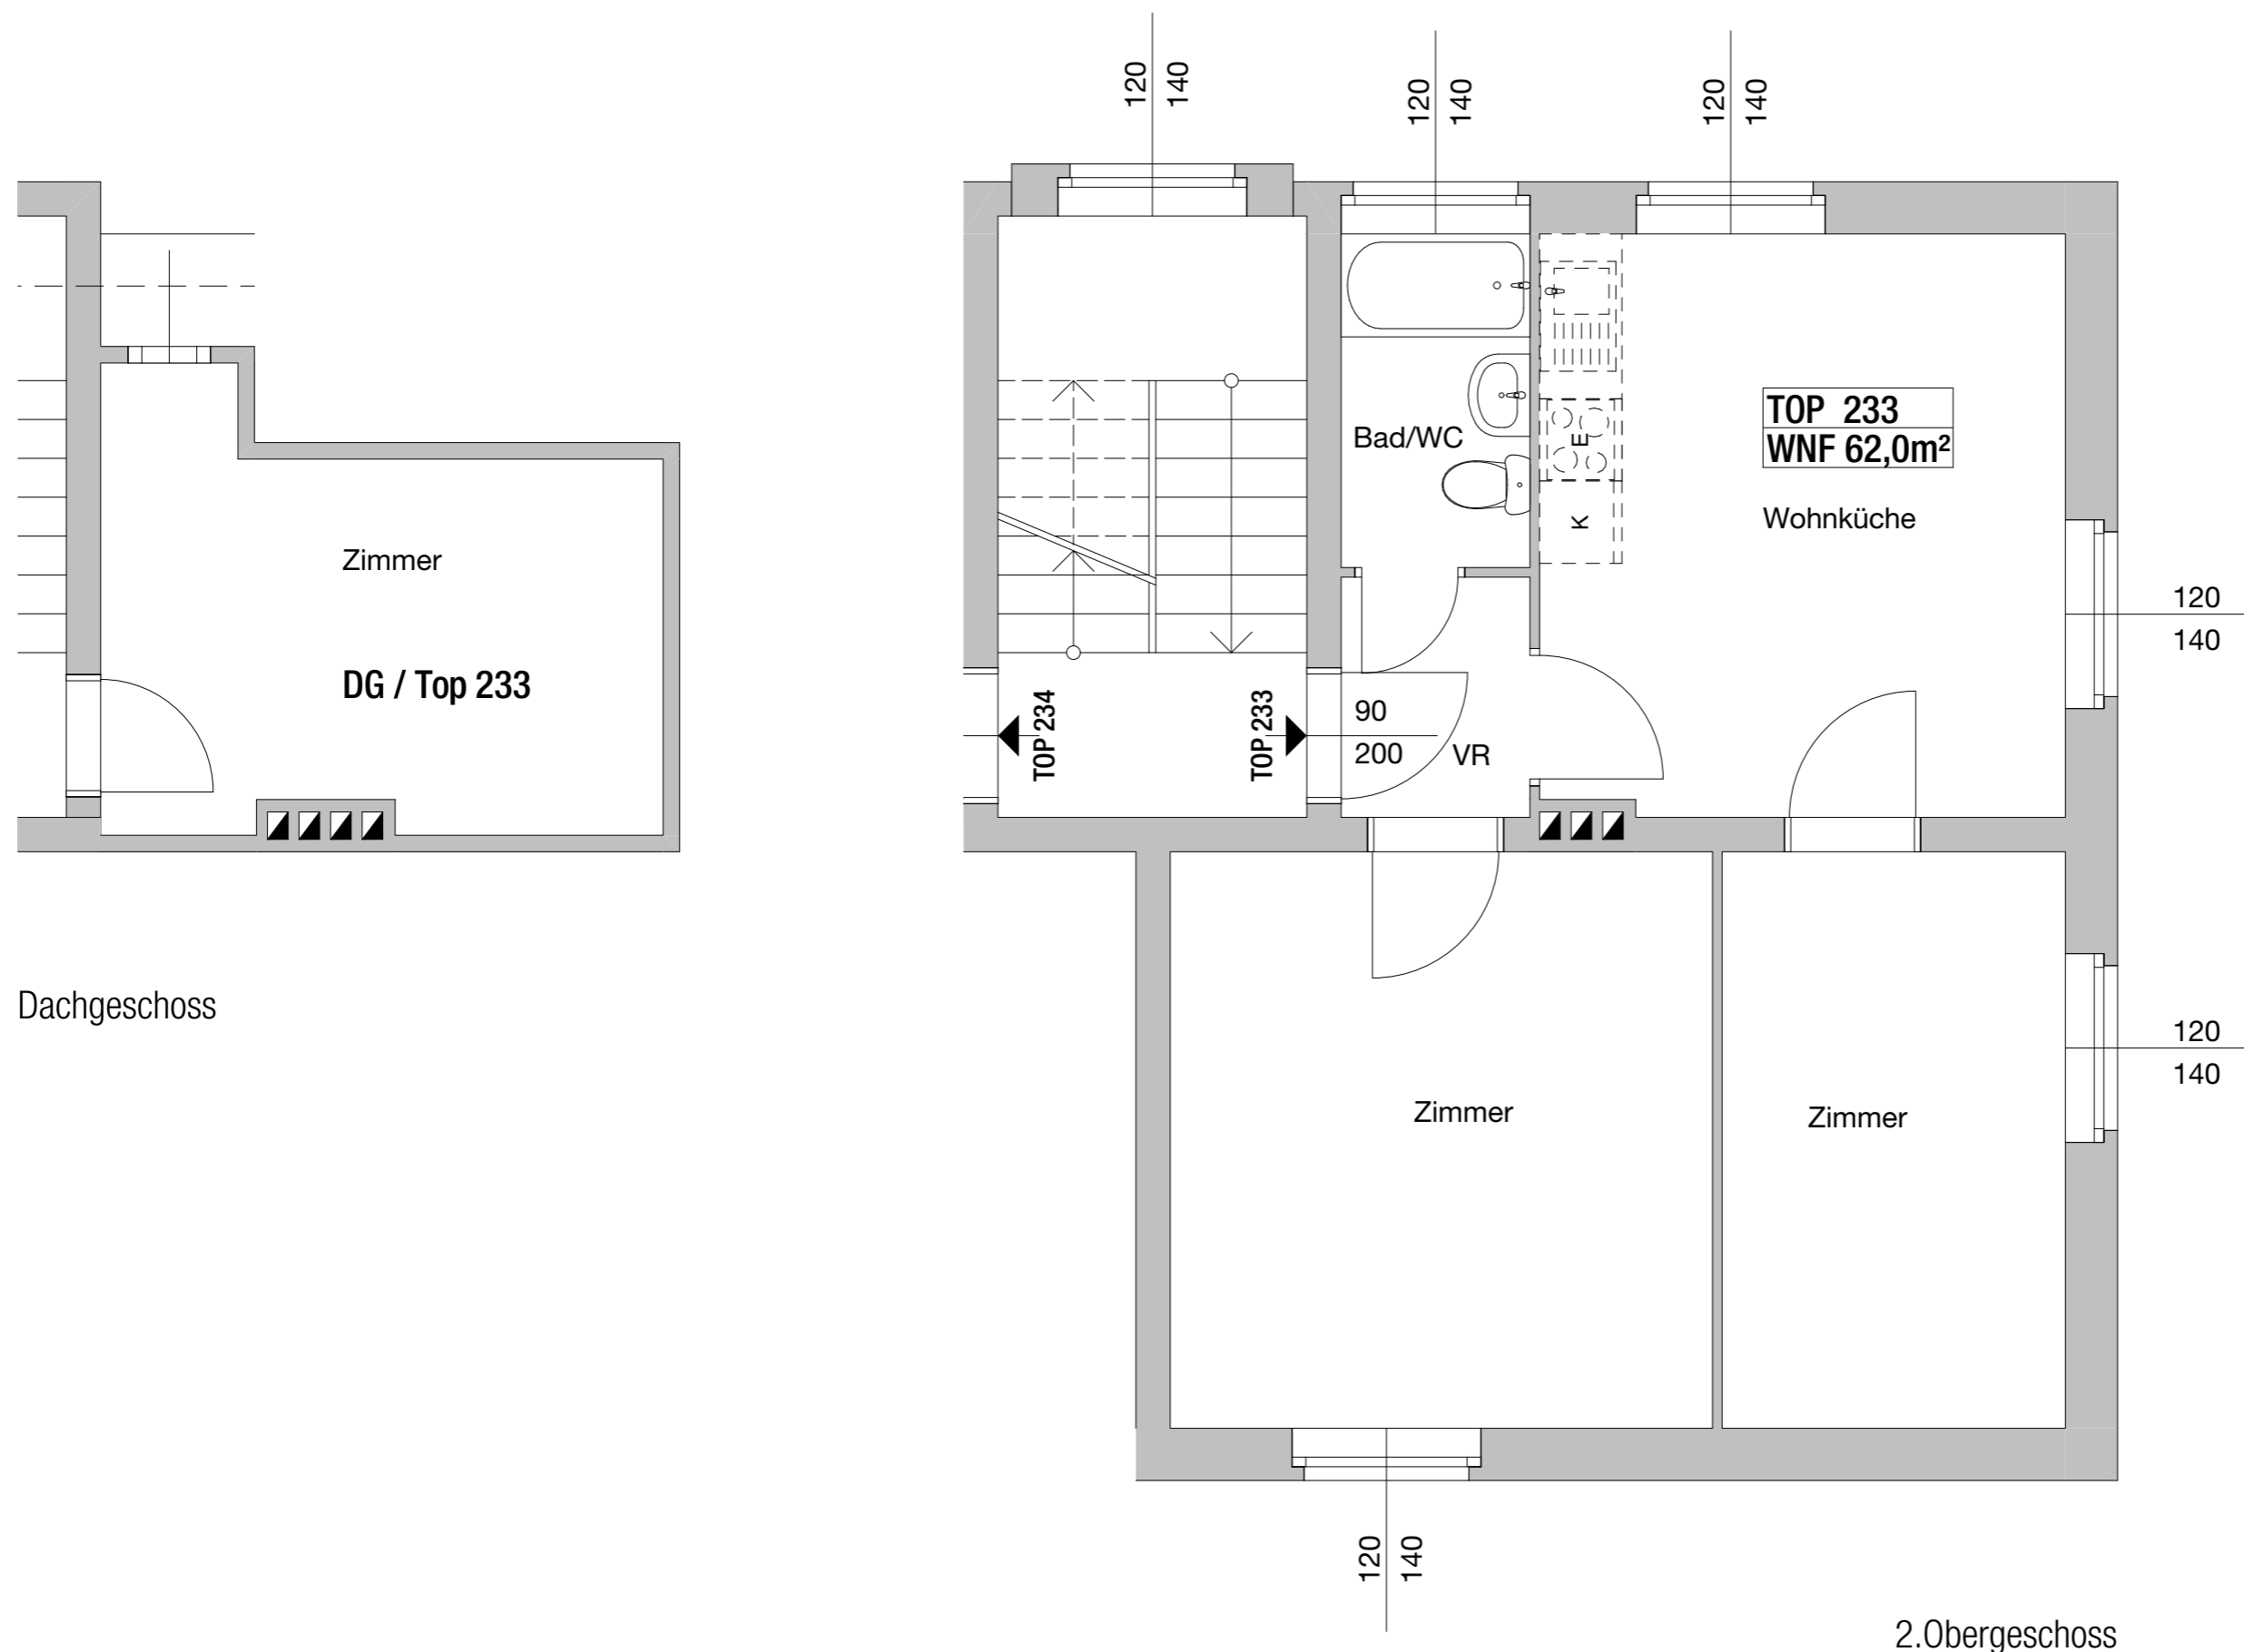 120
140
120
140
120
140
TOP 233
WNF 62,0m²
Bad/WC
E
K
Wohnküche
Zimmer
120
140
DG / Top 233
TOP 234
TOP 233
90
200
VR
Dachgeschoss
120
140
Zimmer
Zimmer
120
140
2.Obergeschoss